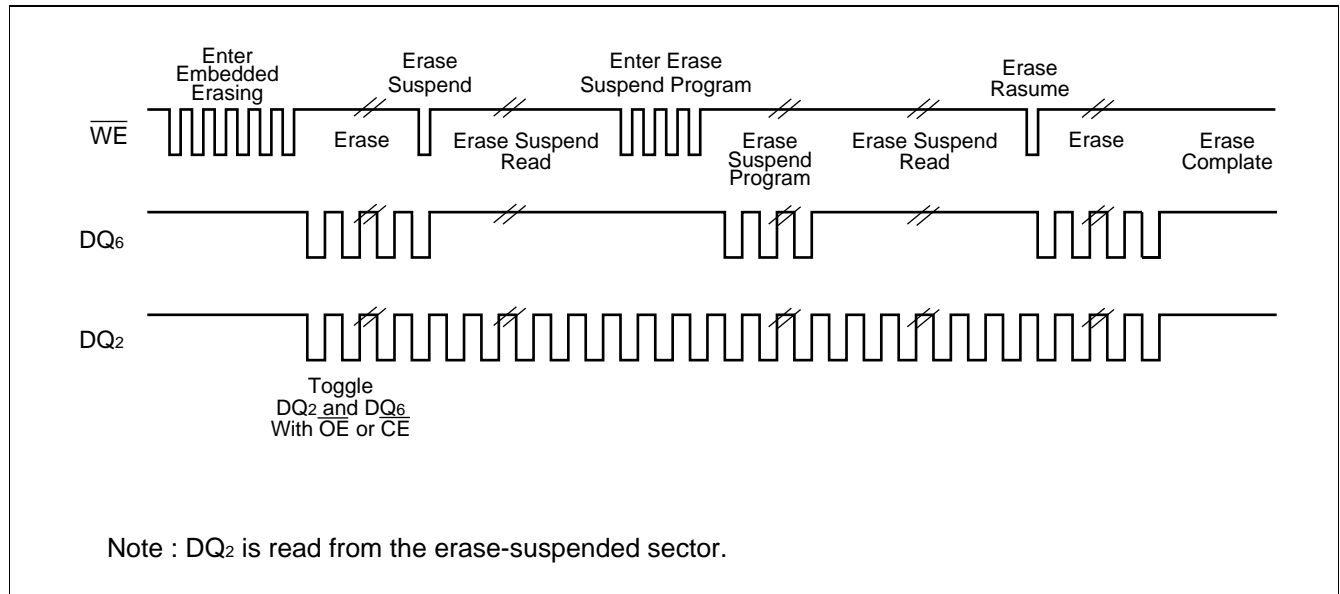 Enter
Embedded
Erasing
Erase
Suspend
Enter Erase
Suspend Program
Erase
Rasume
WE
Erase
Erase Suspend
Read
Erase
Suspend
Program
Erase Suspend
Read
Erase
Erase
Complate
DQ6
DQ2
Toggle
DQ2 and DQ6
With OE or CE
Note : DQ2 is read from the erase-suspended sector.